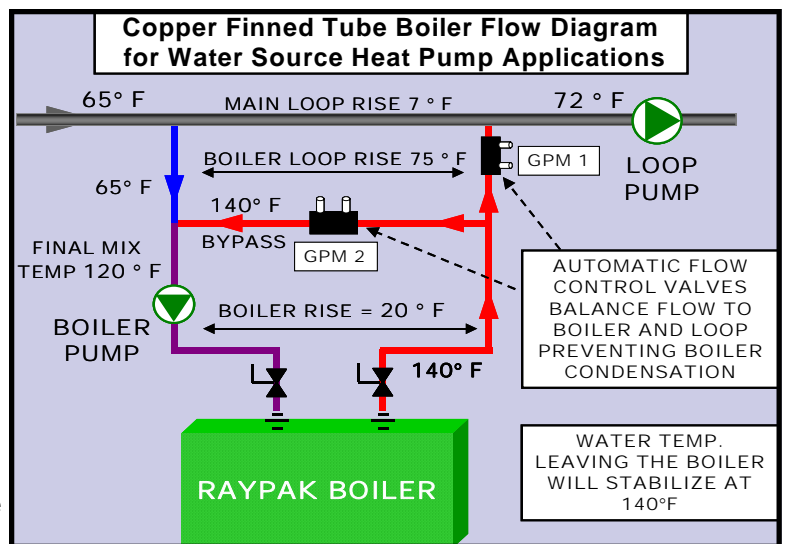 Copper Finned Tube Boiler Flow Diagram
for Water Source Heat Pump Applications
65° F
MAIN LOOP RISE 7 ° F
72 ° F
BOILER LOOP RISE 75 ° F
GPM 1
LOOP
PUMP
65° F
140° F
BYPASS
GPM 2
FINAL MIX
TEMP 120 ° F
AUTOMATIC FLOW
CONTROL VALVES
BALANCE FLOW TO
BOILER AND LOOP
PREVENTING BOILER
CONDENSATION
BOILER RISE = 20 ° F
BOILER
PUMP
140° F
WATER TEMP.
LEAVING THE BOILER
WILL STABILIZE AT
140°F
RAYPAK BOILER
e